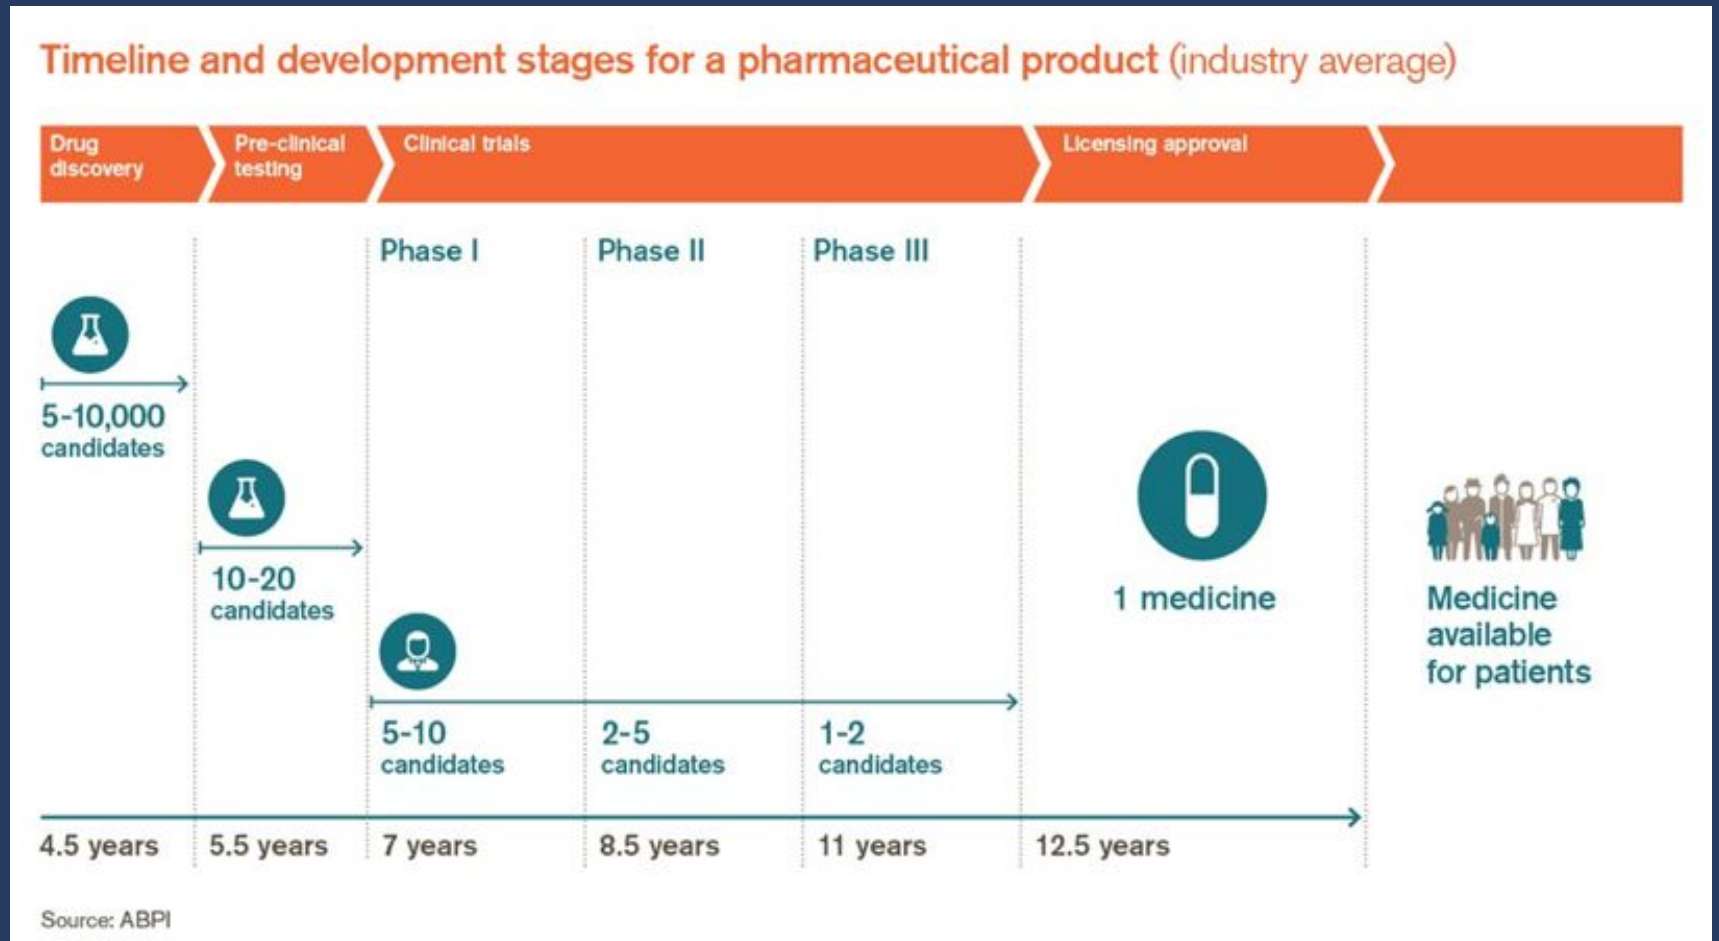 Timeline and development stages for a pharmaceutical product (industry average)
Drug
discovery
Pre-clinical
testing
Clinical trials
Licensing approval
Phase I
Phase II
Phase III
5-10,000
candidates
10-20
candidates
5-10
candidates
2-5
candidates
1-2
candidates
1 medicine
Medicine
available
for patients
4.5 years
5.5 years
7 years
8.5 years
11 years
12.5 years
Source: ABPI